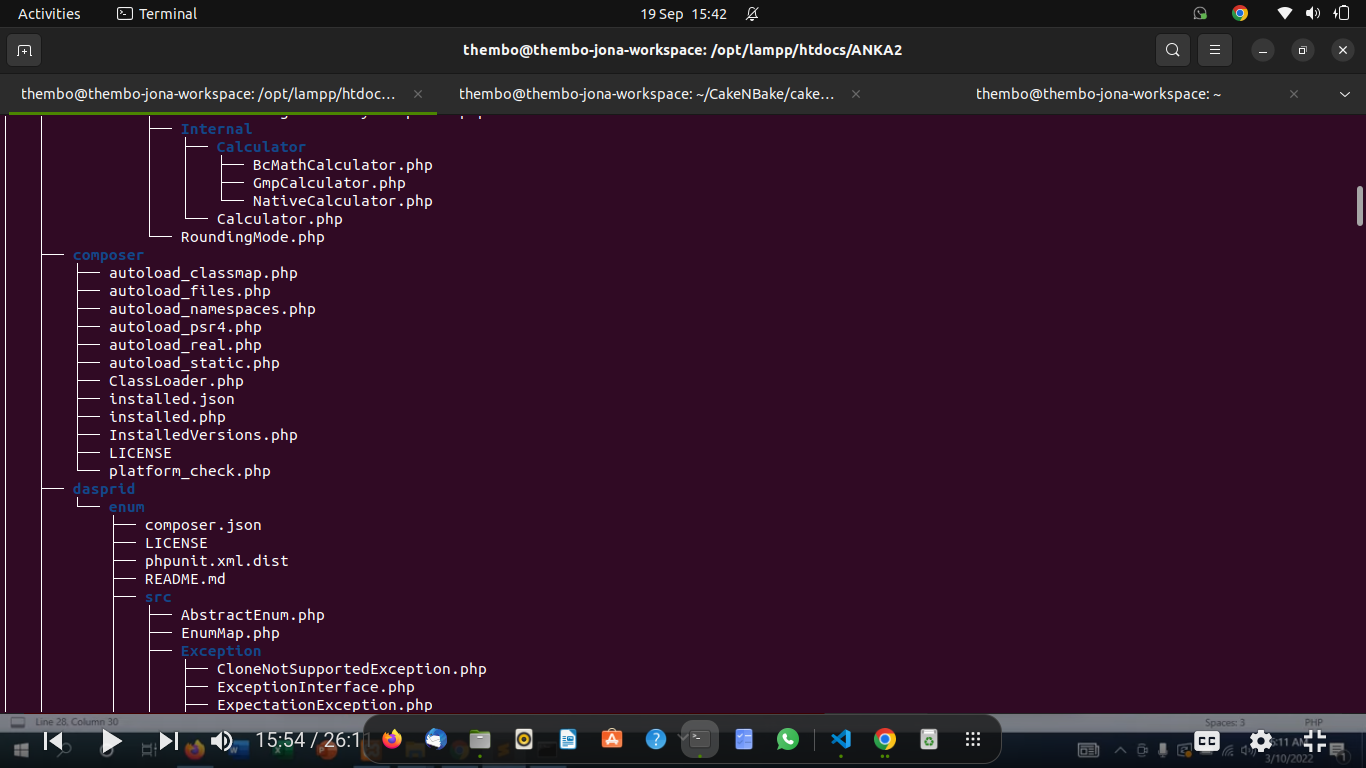 Activities Terminal 19 Sep 15:42
thembo@thembo-jona-workspace: /opt/lampp/htdocs/ANKA2
thembo@thembo-jona-workspace: /opt/lampp/htdoc... × thembo@thembo-jona-workspace: ~/CakeNBake/cake... × thembo@thembo-jona-workspace: ~ ×
├── Internal
├── Calculator
├── BcMathCalculator.php
├── GmpCalculator.php
└── NativeCalculator.php
└── Calculator.php
└── RoundingMode.php
├── composer
├── autoload_classmap.php
├── autoload_files.php
├── autoload_namespaces.php
├── autoload_psr4.php
├── autoload_real.php
├── autoload_static.php
├── ClassLoader.php
├── installed.json
├── installed.php
├── InstalledVersions.php
├── LICENSE
└── platform_check.php
├── dasprid
└── enum
├── composer.json
├── LICENSE
├── phpunit.xml.dist
├── README.md
├── src
├── AbstractEnum.php
├── EnumMap.php
├── Exception
├── CloneNotSupportedException.php
├── ExceptionInterface.php
├── ExpectationException.php
Line 28, Column 30 Spaces: 3 PHP
15:54 / 26:11 CC
3/10/2022